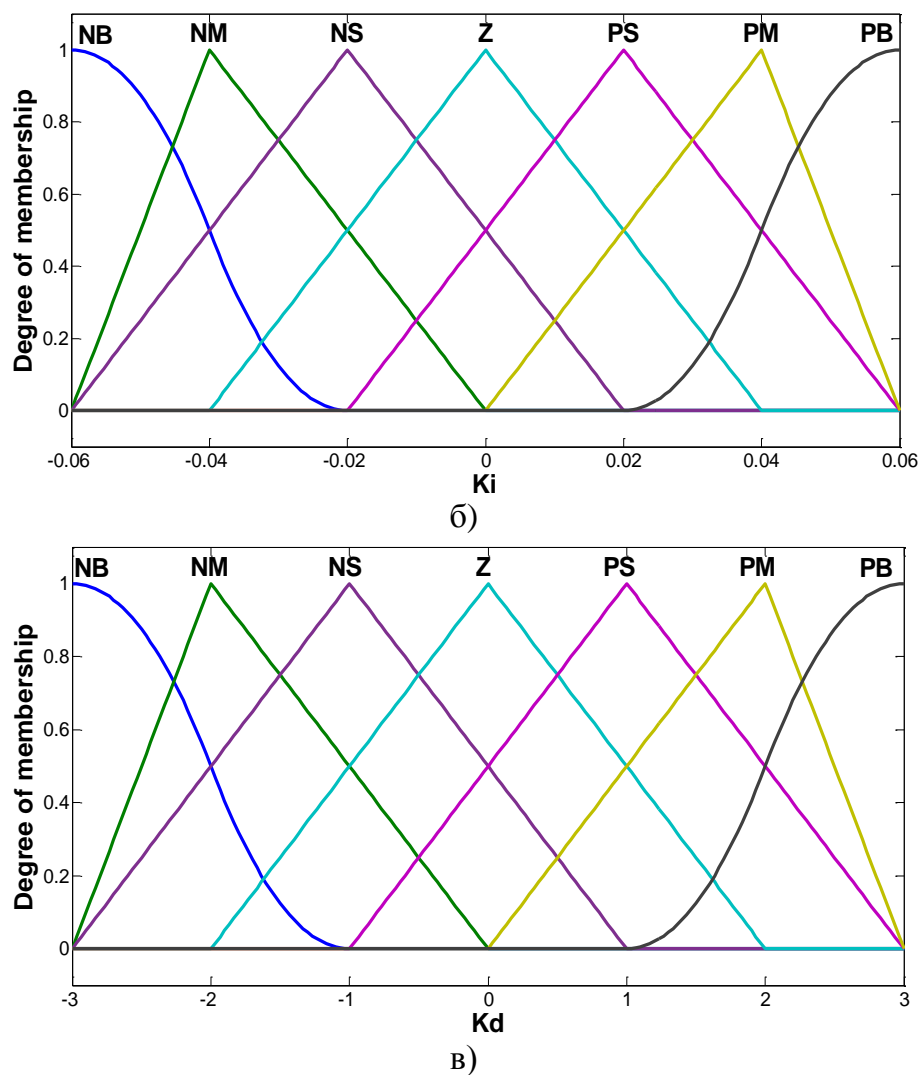 NB NM NS Z PS PM PB
1
0.8
0.6
0.4
0.2
0
Degree of membership
-0.06 -0.04 -0.02 0 0.02 0.04 0.06
Ki
б)
NB NM NS Z PS PM PB
1
0.8
0.6
0.4
0.2
0
Degree of membership
-3 -2 -1 0 1 2 3
Kd
в)